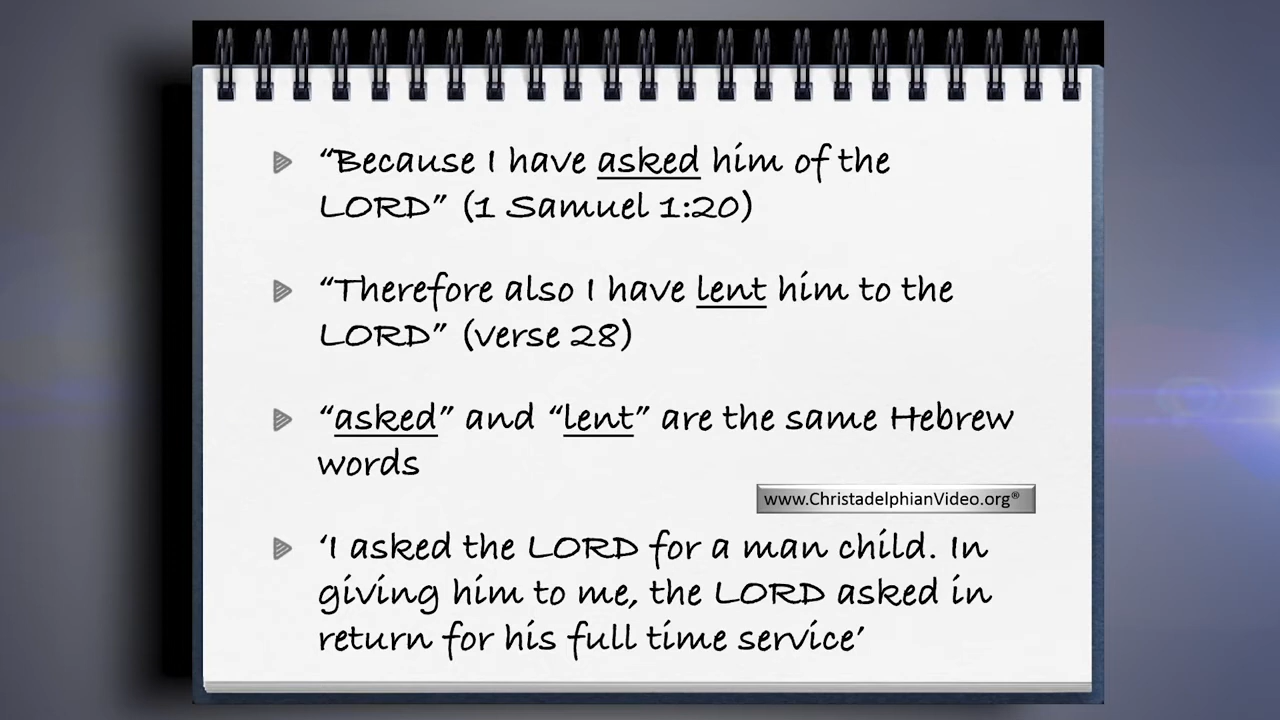 “Because I have asked him of the
LORD” (1 Samuel 1:20)
“Therefore also I have lent him to the
LORD” (verse 28)
“asked” and “lent” are the same Hebrew
words
www.ChristadelphianVideo.org®
‘I asked the LORD for a man child. In
giving him to me, the LORD asked in
return for his full time service’